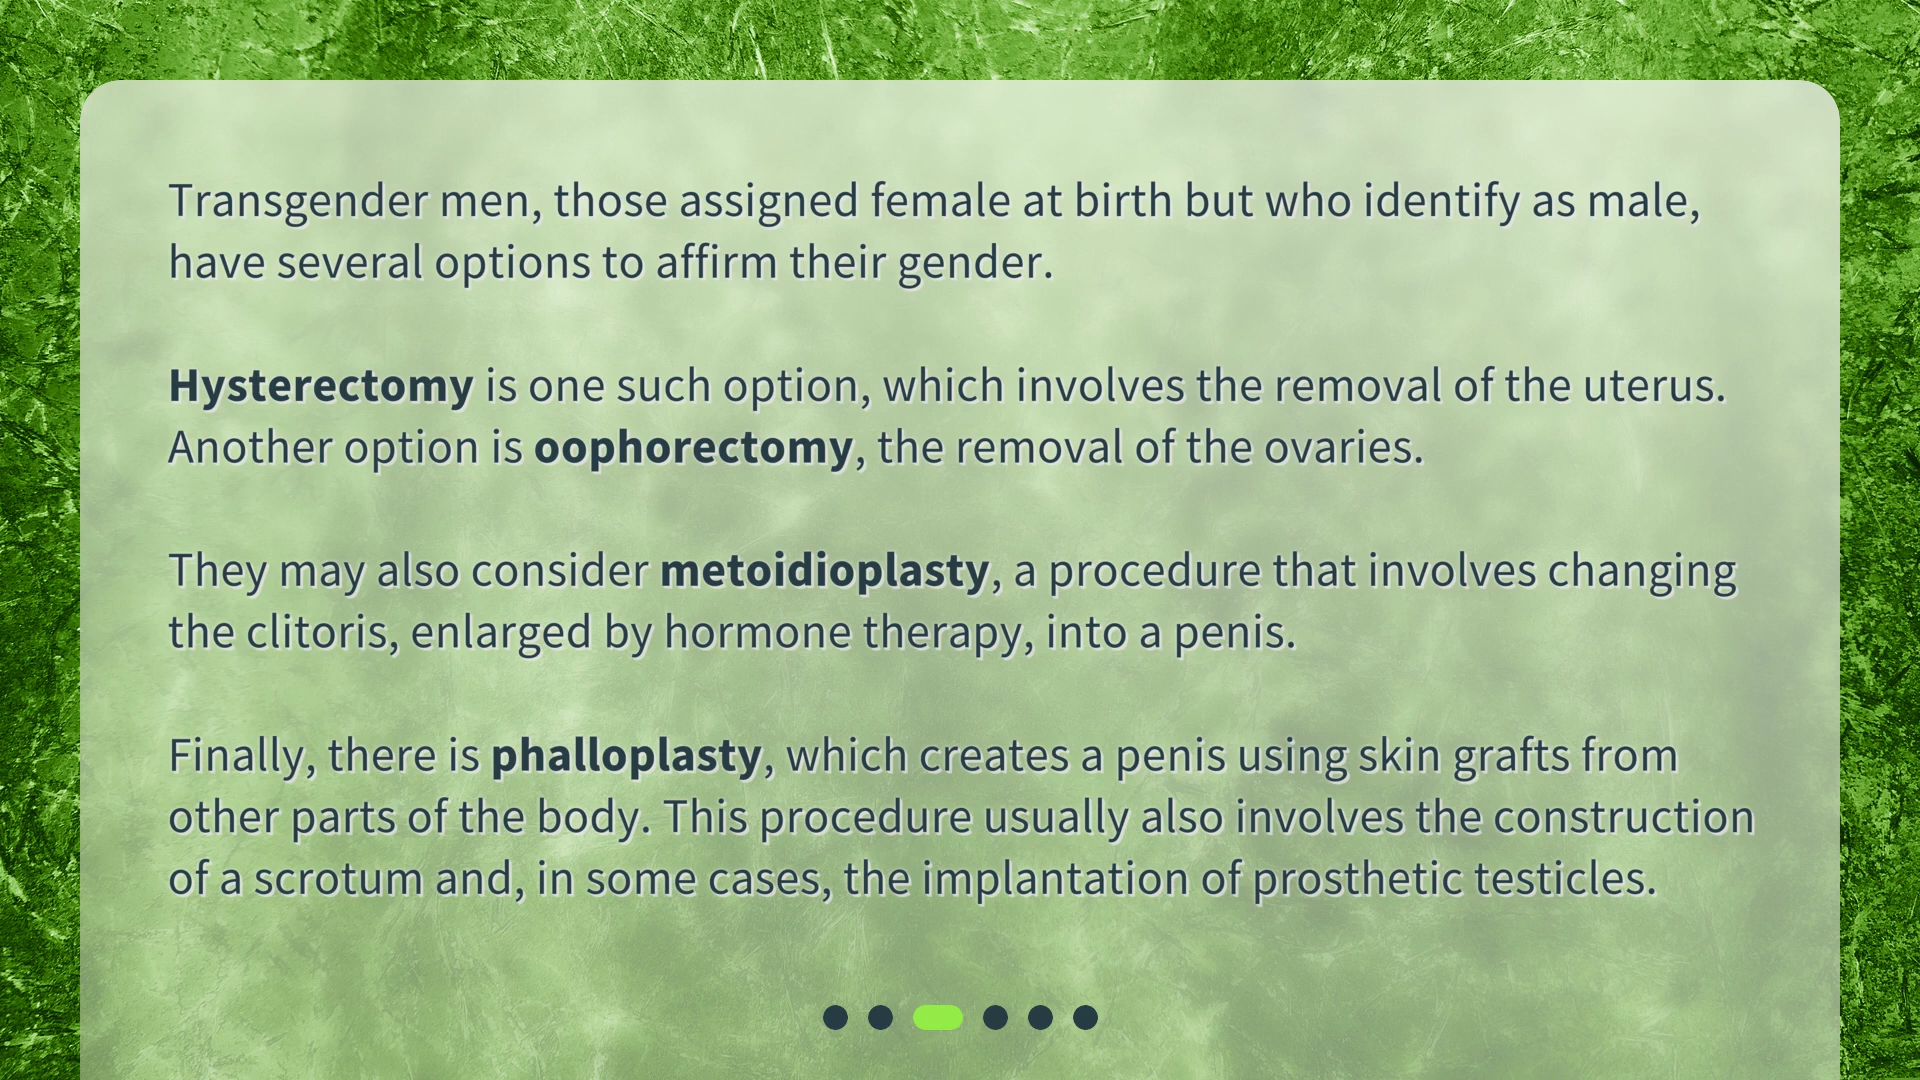 Transgender men, those assigned female at birth but who identify as male,
have several options to affirm their gender.
Hysterectomy is one such option, which involves the removal of the uterus.
Another option is oophorectomy, the removal of the ovaries.
They may also consider metoidioplasty, a procedure that involves changing
the clitoris, enlarged by hormone therapy, into a penis.
Finally, there is phalloplasty, which creates a penis using skin grafts from
other parts of the body. This procedure usually also involves the construction
of a scrotum and, in some cases, the implantation of prosthetic testicles.